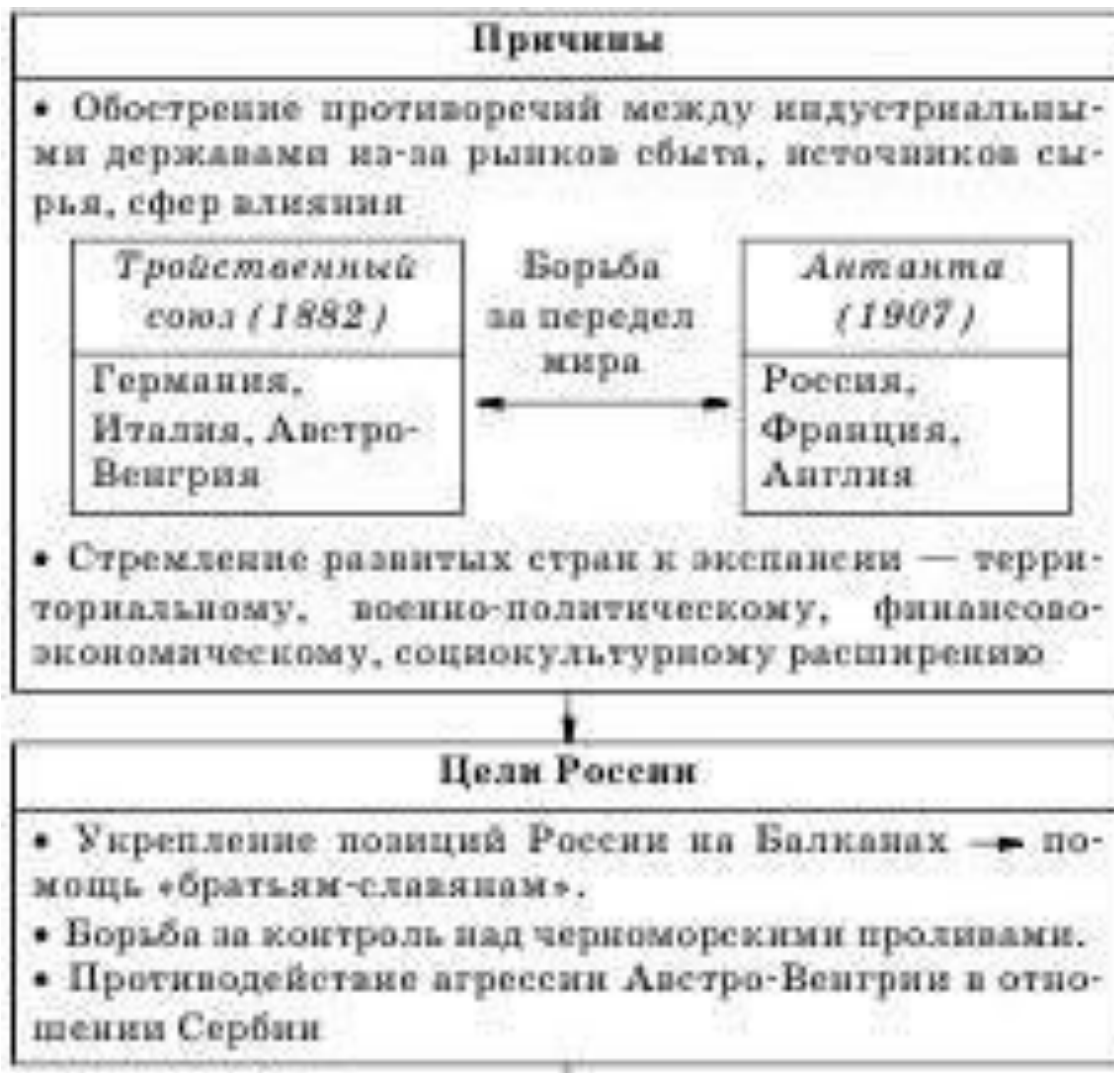 Причины
• Обострение противоречий между индустриальны-
ми державами из-за рынков сбыта, источников сы-
рья, сфер влияния
Тройственный
союз (1882)
Германия,
Италия, Австро-
Венгрия
Борьба
за передел
мира
Антанта
(1907)
Россия,
Франция,
Англия
• Стремление развитых стран к экспансии — терри-
ториальному, военно-политическому, финансово-
экономическому, социокультурному расширению
Цели России
• Укрепление позиций России на Балканах → по-
мощь «братьям-славянам».
• Борьба за контроль над черноморскими проливами.
• Противодействие агрессии Австро-Венгрии в отно-
шении Сербии